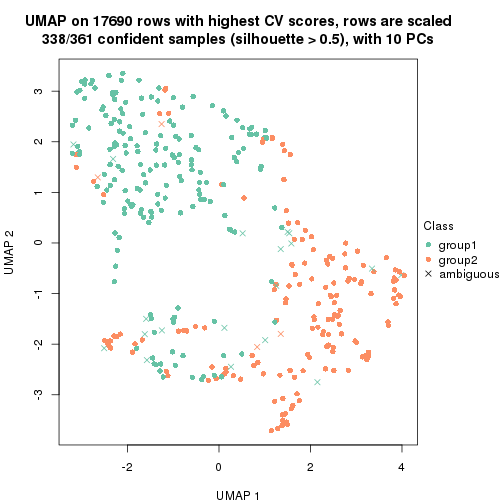 UMAP on 17690 rows with highest CV scores, rows are scaled
338/361 confident samples (silhouette > 0.5), with 10 PCs
3
2
1
0
-1
-2
-3
UMAP 2
-2
0
2
4
UMAP 1
Class
group1
group2
ambiguous